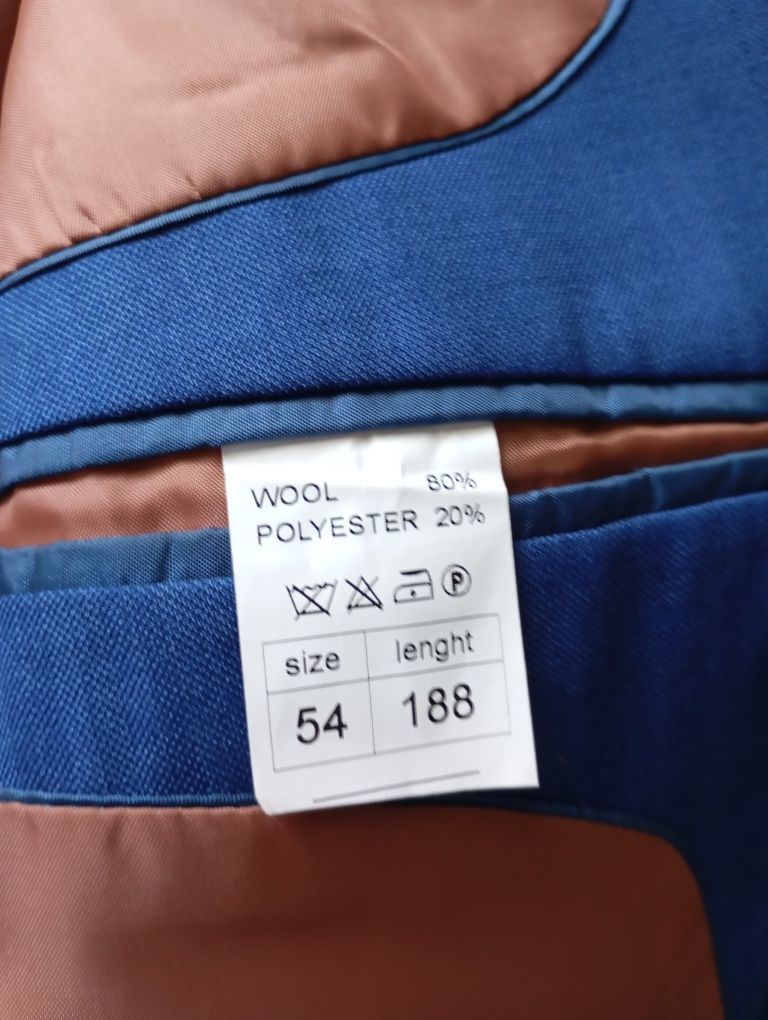 WOOL 80%
POLYESTER 20%
P
size lenght
54 188